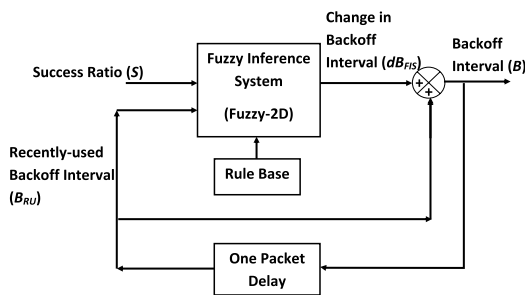 Change in
Backoff
Interval (dBFIS)
Backoff
Interval (B)
Fuzzy Inference
System
(Fuzzy-2D)
Success Ratio (S)
+
+
Recently-used
Backoff Interval
(BRU)
Rule Base
One Packet
Delay